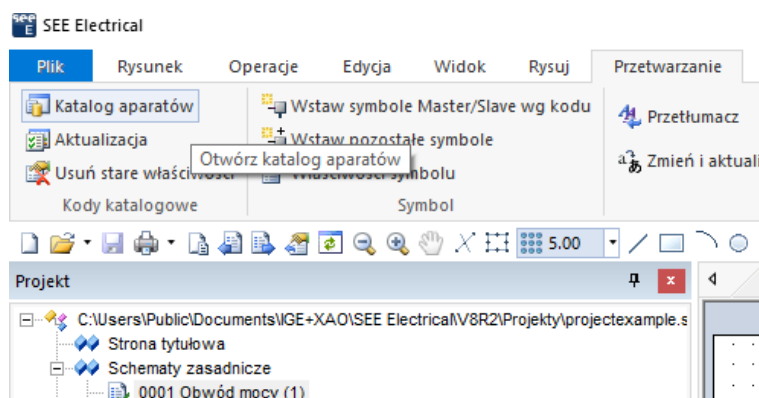 see E SEE Electrical
Plik Rysunek Operacje Edycja Widok Rysuj Przetwarzanie
Katalog aparatów Wstaw symbole Master/Slave wg kodu
Przetłumacz
Aktualizacja Wstaw pozostałe symbole
Otwórz katalog aparatów
Zmień i aktuali
Usuń stare właściwości Właściwości symbolu
Kody katalogowe Symbol
5.00
Projekt
C:\Users\Public\Documents\IGE+XAO\SEE Electrical\V8R2\Projekty\projectexample.s
Strona tytułowa
Schematy zasadnicze
0001 Obwód mocy (1)